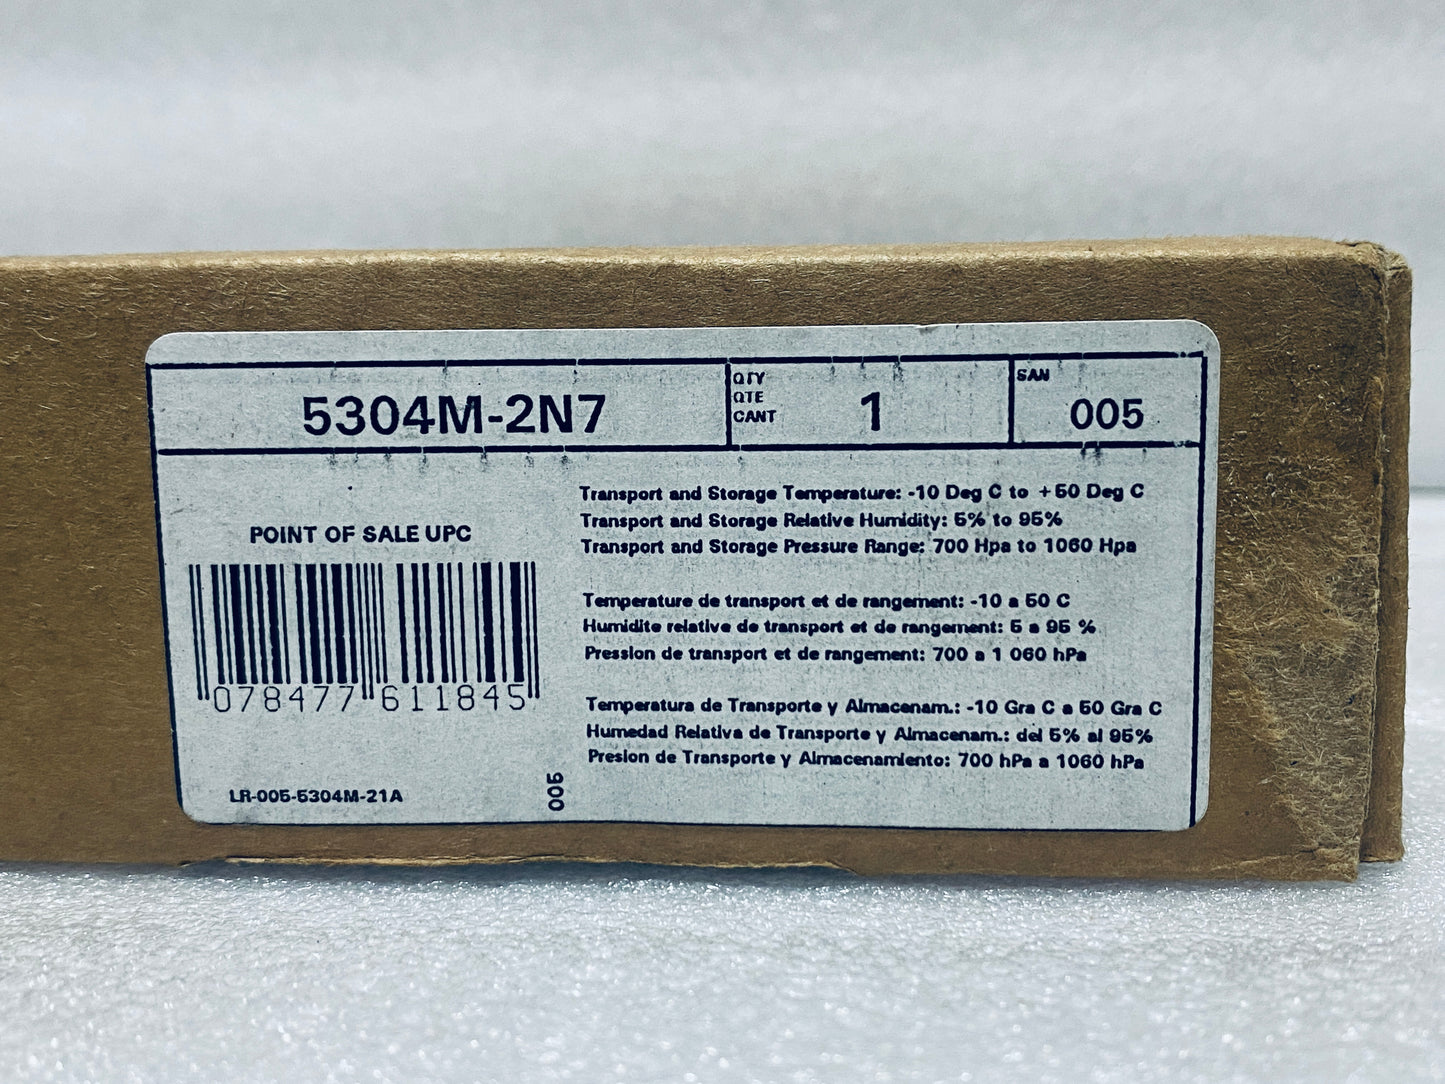 5304M-2N7
QTY
QTE
CANT
1
SAN
005
POINT OF SALE UPC
078477 611845
LR-005-5304M-21A
005
Transport and Storage Temperature: -10 Deg C to +50 Deg C
Transport and Storage Relative Humidity: 5% to 95%
Transport and Storage Pressure Range: 700 Hpa to 1060 Hpa
Temperature de transport et de rangement: -10 a 50 C
Humidite relative de transport et de rangement: 5 a 95 %
Pression de transport et de rangement: 700 a 1 060 hPa
Temperatura de Transporte y Almacenam.: -10 Gra C a 50 Gra C
Humedad Relativa de Transporte y Almacenam.: del 5% al 95%
Presion de Transporte y Almacenamiento: 700 hPa a 1060 hPa